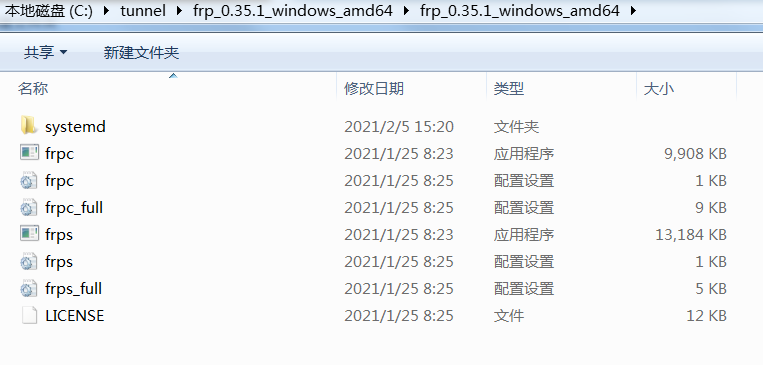 本地磁盘 (C:) tunnel frp_0.35.1_windows_amd64 frp_0.35.1_windows_amd64
共享 新建文件夹
名称 修改日期 类型 大小
systemd 2021/2/5 15:20 文件夹
frpc 2021/1/25 8:23 应用程序 9,908 KB
frpc 2021/1/25 8:25 配置设置 1 KB
frpc_full 2021/1/25 8:25 配置设置 9 KB
frps 2021/1/25 8:23 应用程序 13,184 KB
frps 2021/1/25 8:25 配置设置 1 KB
frps_full 2021/1/25 8:25 配置设置 5 KB
LICENSE 2021/1/25 8:25 文件 12 KB